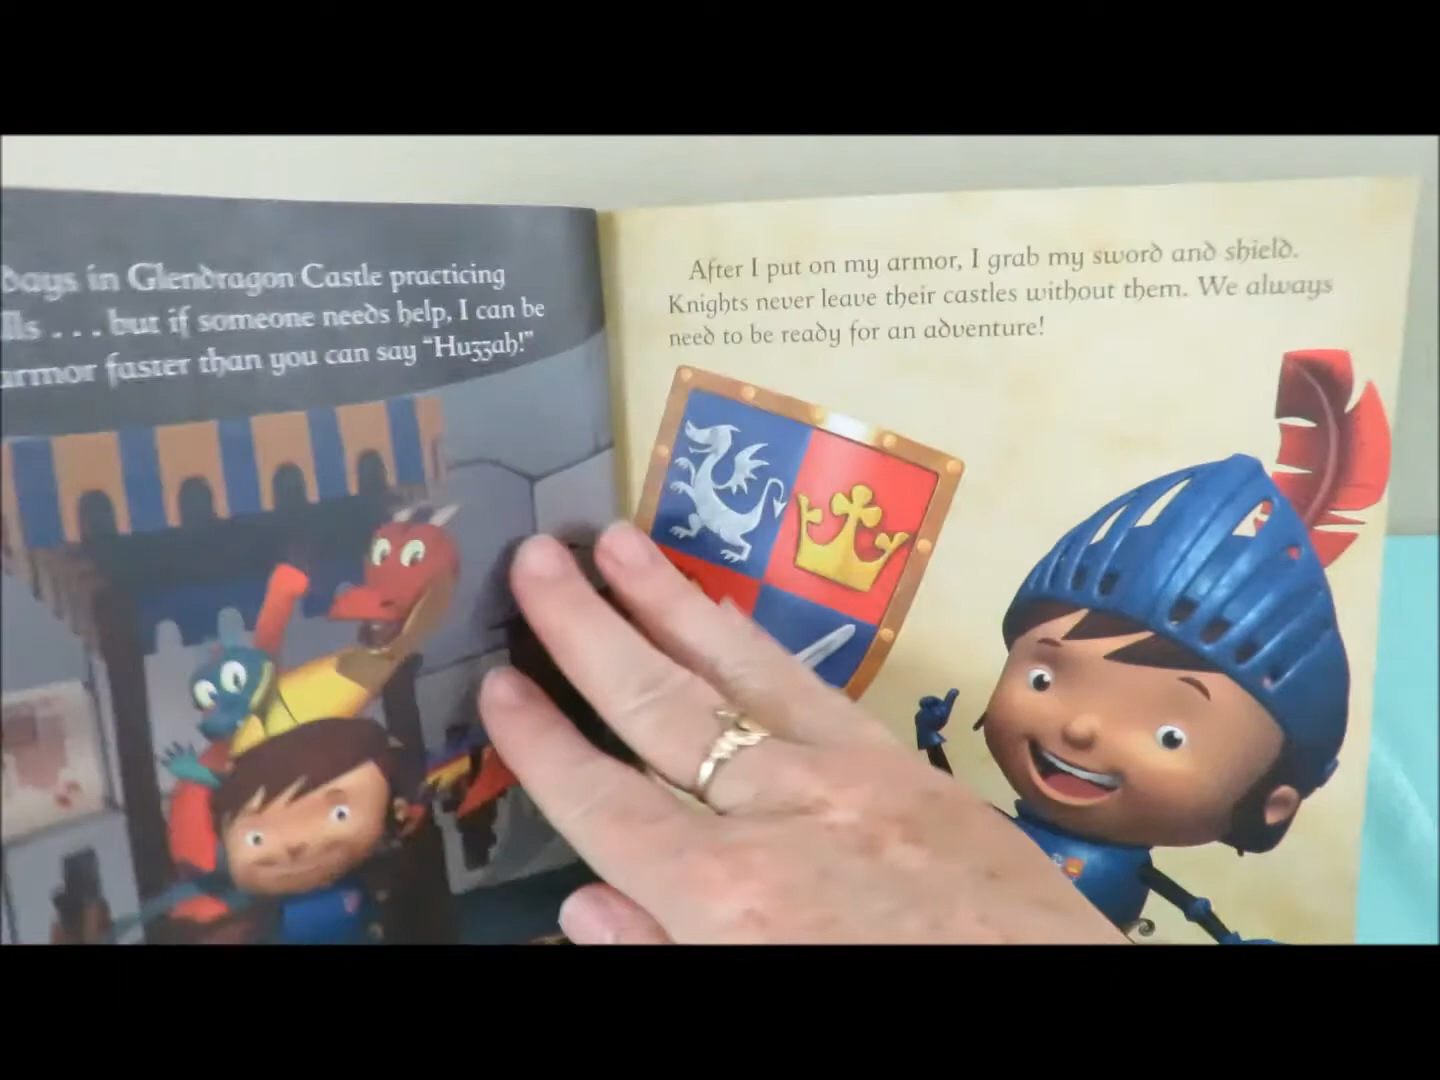 days in Glendragon Castle practicing
lls . . . but if someone needs help, I can be
armor faster than you can say “Huzzah!”
After I put on my armor, I grab my sword and shield.
Knights never leave their castles without them. We always
need to be ready for an adventure!